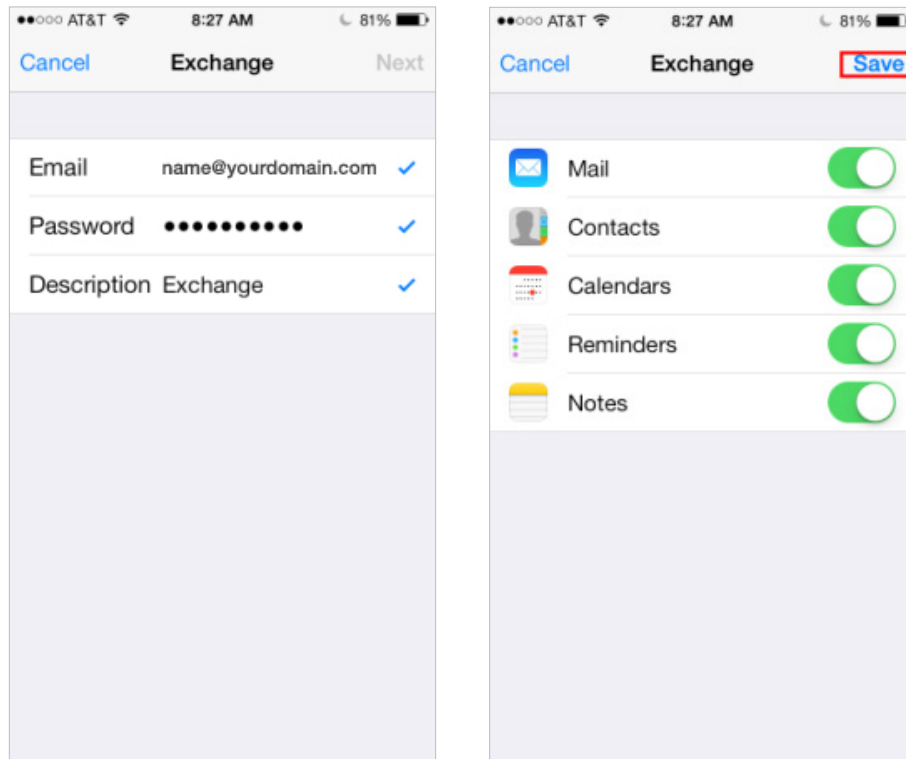 AT&T 8:27 AM 81%
Cancel Exchange Next
Email name@yourdomain.com
Password ••••••••••
Description Exchange
AT&T 8:27 AM 81%
Cancel Exchange Save
Mail
Contacts
Calendars
Reminders
Notes